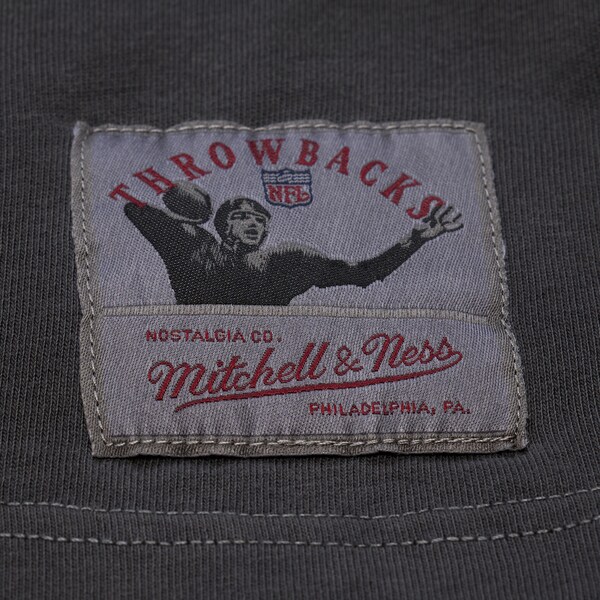 THROWBACKS
NFL
NOSTALGIA CO.
Mitchell & Ness
PHILADELPHIA, PA.